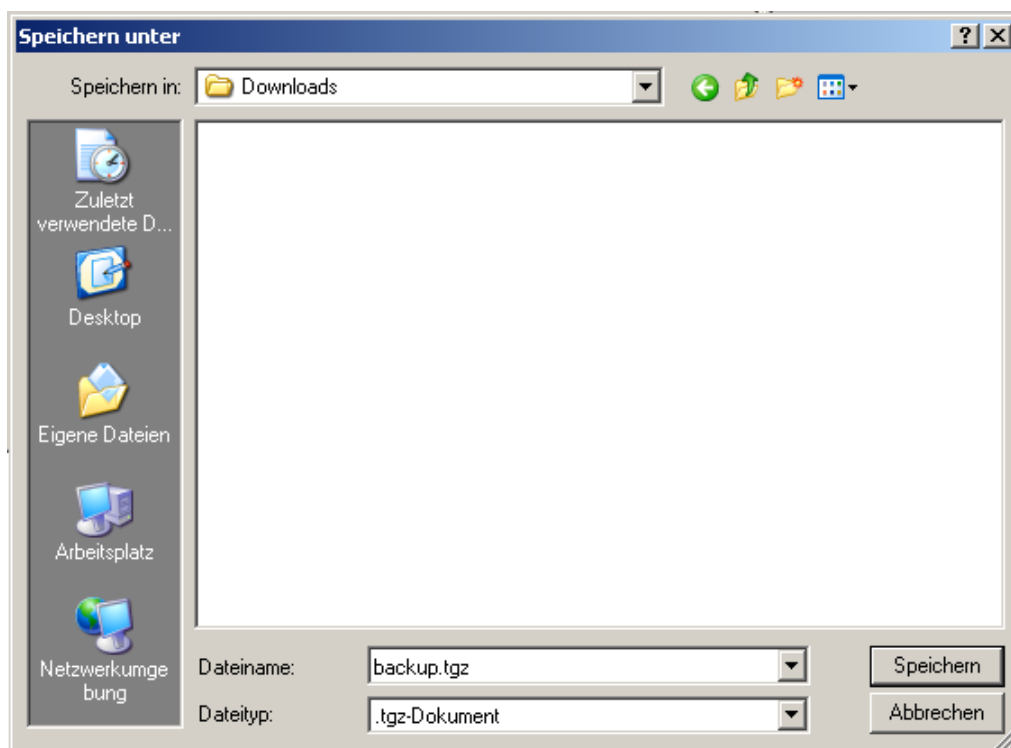 Speichern unter
Speichern in:
Downloads
Zuletzt
verwendete D...
Desktop
Eigene Dateien
Arbeitsplatz
Netzwerkumge
bung
Dateiname:
backup.tgz
Speichern
Dateityp:
.tgz-Dokument
Abbrechen